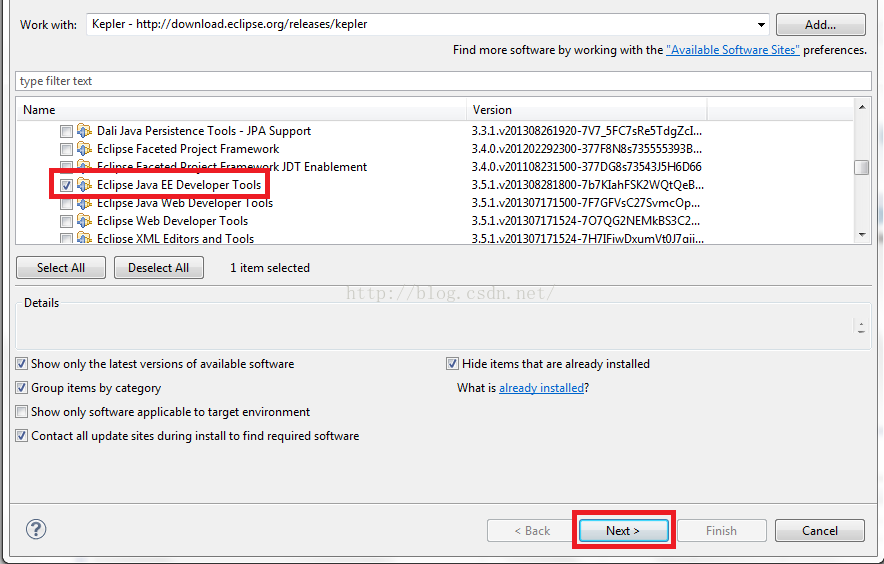 Work with: Kepler - http://download.eclipse.org/releases/kepler Add...
Find more software by working with the "Available Software Sites" preferences.
type filter text
Name Version
Dali Java Persistence Tools - JPA Support 3.3.1.v201308261920-7V7_5FC7sRe5TdgZcI...
Eclipse Faceted Project Framework 3.4.0.v201202292300-377F8N8s735555393B...
Eclipse Faceted Project Framework JDT Enablement 3.4.0.v201108231500-377DG8s73543J5H6D66
Eclipse Java EE Developer Tools 3.5.1.v201308281800-7b7KIahFSK2WQtQeB...
Eclipse Java Web Developer Tools 3.5.1.v201307171500-7F7GFVsC27SvmcOp...
Eclipse Web Developer Tools 3.5.1.v201307171524-7O7QG2NEMkBS3C2...
Eclipse XML Editors and Tools 3.5.1.v201307171524-7H7IFiwDxumVt0J7gii...
Select All Deselect All 1 item selected
http://blog.csdn.net/
Details
Show only the latest versions of available software Hide items that are already installed
Group items by category What is already installed?
Show only software applicable to target environment
Contact all update sites during install to find required software
? < Back Next > Finish Cancel